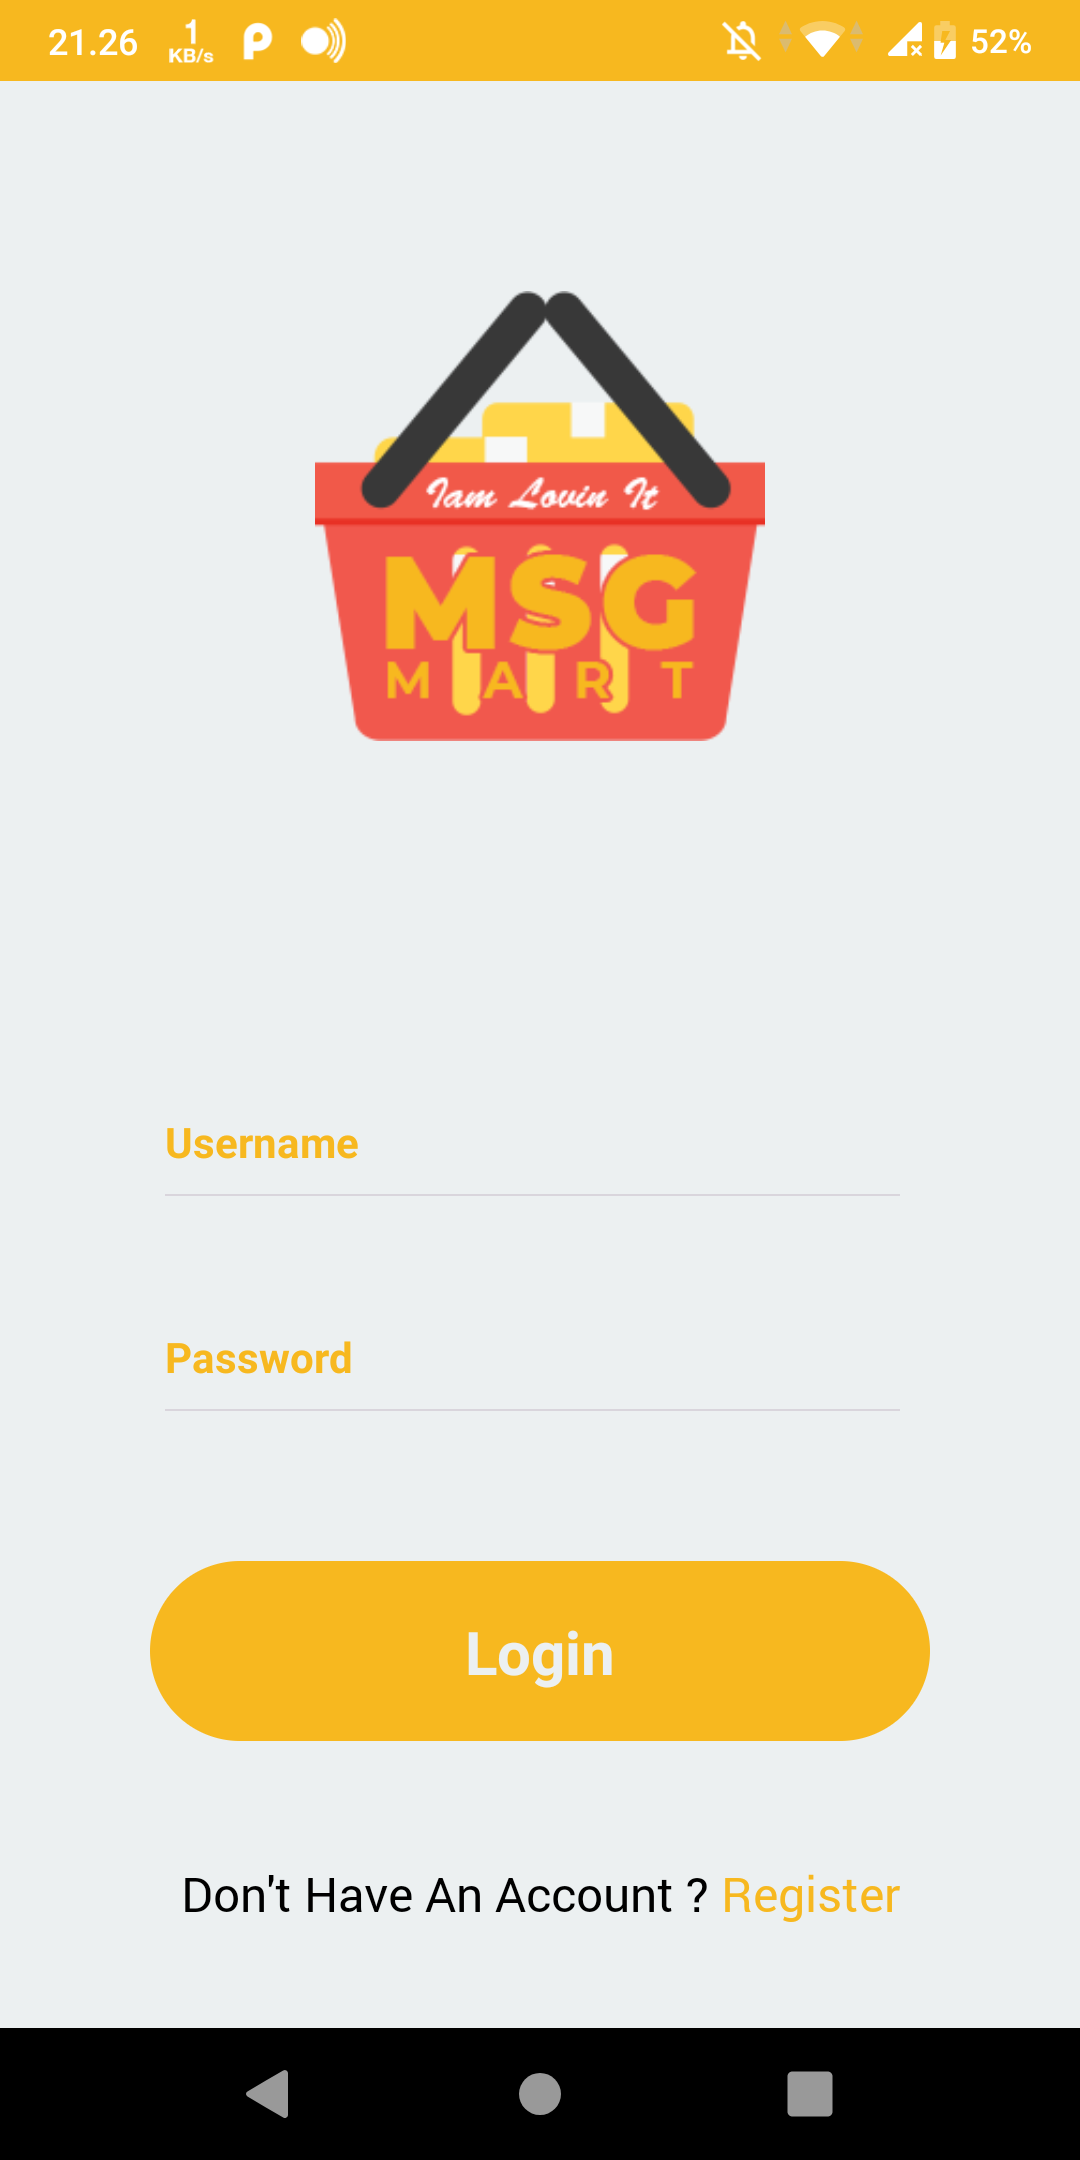 21.26 1 KB/s 52%
Iam Lovin It
MSG
MART
Username
Password
Login
Don't Have An Account ? Register